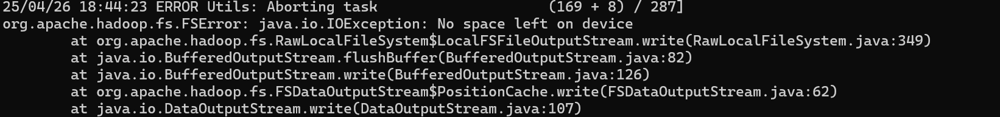 25/04/26 18:44:23 ERROR Utils: Aborting task                    (169 + 8) / 287]
org.apache.hadoop.fs.FSError: java.io.IOException: No space left on device
        at org.apache.hadoop.fs.RawLocalFileSystem$LocalFSFileOutputStream.write(RawLocalFileSystem.java:349)
        at java.io.BufferedOutputStream.flushBuffer(BufferedOutputStream.java:82)
        at java.io.BufferedOutputStream.write(BufferedOutputStream.java:126)
        at org.apache.hadoop.fs.FSDataOutputStream$PositionCache.write(FSDataOutputStream.java:62)
        at java.io.DataOutputStream.write(DataOutputStream.java:107)